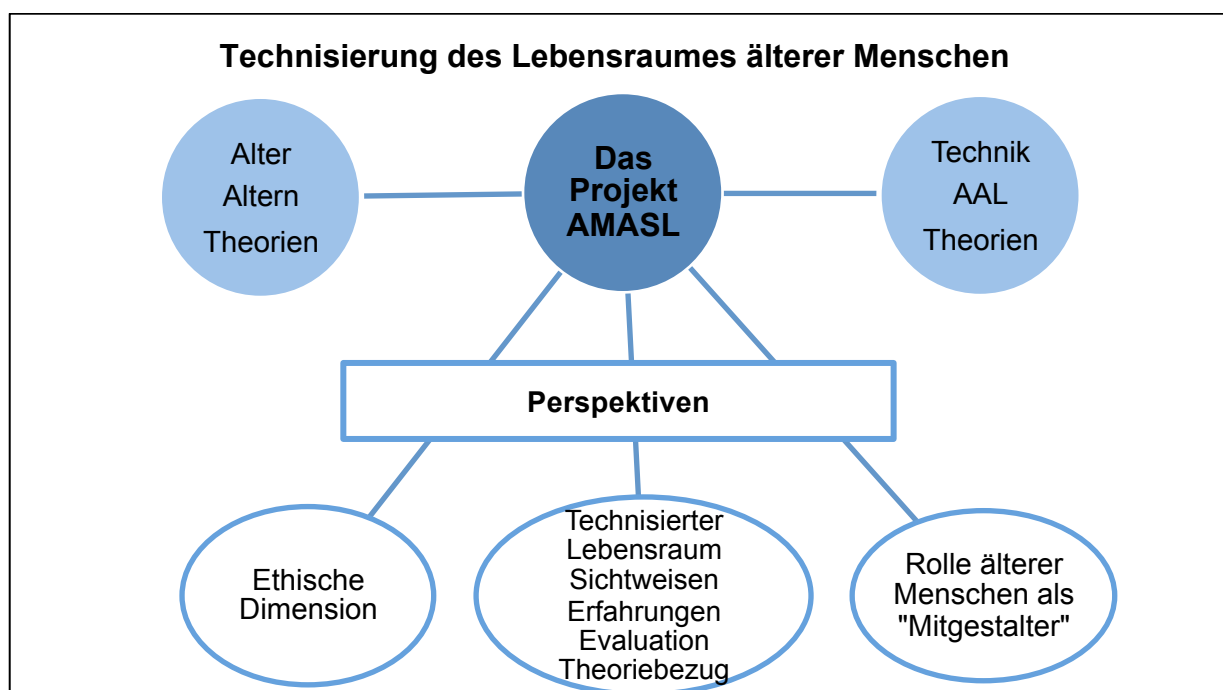 Technisierung des Lebensraumes älterer Menschen
Alter
Altern
Theorien
Das
Projekt
AMASL
Technik
AAL
Theorien
Perspektiven
Ethische
Dimension
Technisierter
Lebensraum
Sichtweisen
Erfahrungen
Evaluation
Theoriebezug
Rolle älterer
Menschen als
"Mitgestalter"